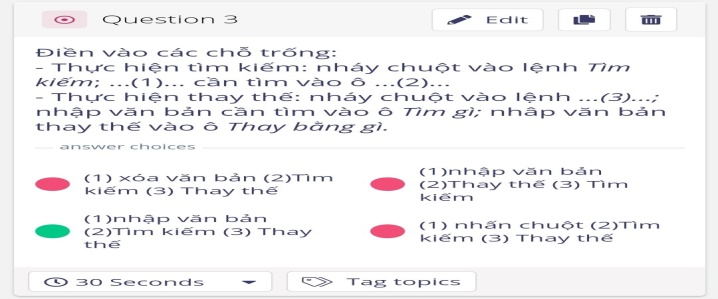 Question 3
Edit
Điền vào các chỗ trống:
- Thực hiện tìm kiếm: nháy chuột vào lệnh Tìm
kiếm; ...(1)... cần tìm vào ô ...(2)...
- Thực hiện thay thế: nháy chuột vào lệnh ...(3)...;
nhập văn bản cần tìm vào ô Tìm gì; nhâp văn bản
thay thế vào ô Thay bằng gì.
answer choices
(1) xóa văn bản (2)Tìm
kiếm (3) Thay thế
(1)nhập văn bản
(2)Thay thế (3) Tìm
kiếm
(1)nhập văn bản
(2)Tìm kiếm (3) Thay
thế
(1) nhấn chuột (2)Tìm
kiếm (3) Thay thế
30 Seconds
Tag topics